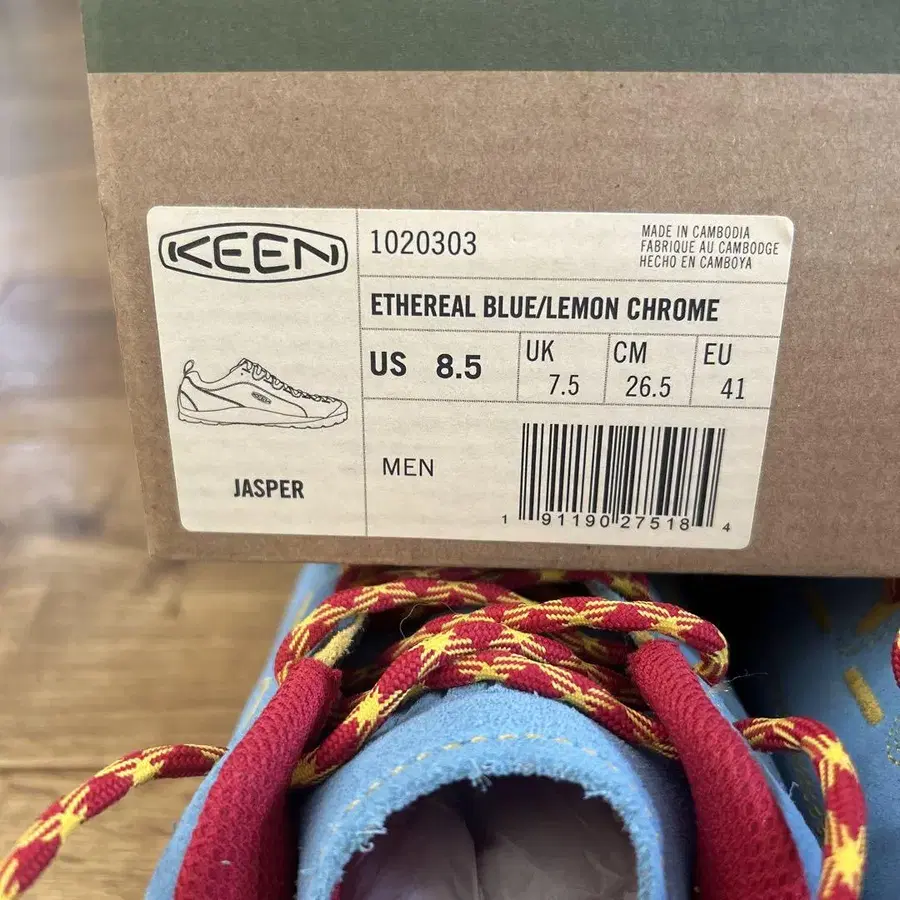 KEEN
1020303
MADE IN CAMBODIA
FABRIQUE AU CAMBODGE
HECHO EN CAMBOYA
ETHEREAL BLUE/LEMON CHROME
US 8.5
UK 7.5
CM 26.5
EU 41
KEEN
JASPER
MEN
1 91190 27518 4